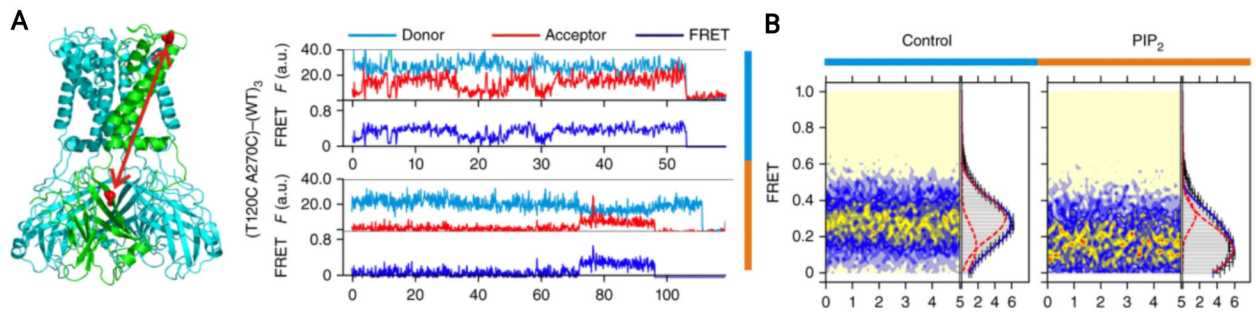 A
Donor Acceptor FRET
(T120C A270C)–(WT)3
F (a.u.)
40.0
20.0
FRET
0.8
0
0 10 20 30 40 50
F (a.u.)
40.0
20.0
FRET
0.8
0
0 20 40 60 80 100
B
Control PIP2
FRET
1.0
0.8
0.6
0.4
0.2
0
0 1 2 3 4 5 2 4 6 0 1 2 3 4 5 2 4 6